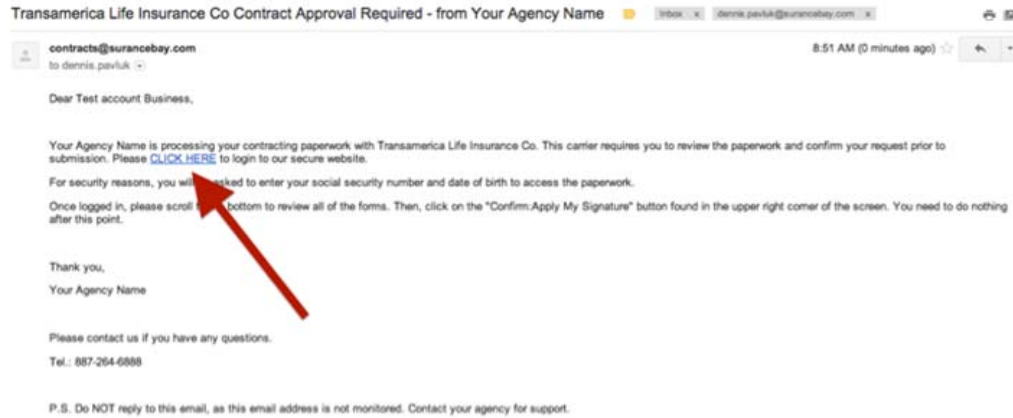 Transamerica Life Insurance Co Contract Approval Required - from Your Agency Name Inbox x dennis.pavluk@surancebay.com x
contracts@surancebay.com 8:51 AM (0 minutes ago)
to dennis.pavluk
Dear Test account Business,
Your Agency Name is processing your contracting paperwork with Transamerica Life Insurance Co. This carrier requires you to review the paperwork and confirm your request prior to
submission. Please CLICK HERE to login to our secure website.
For security reasons, you will asked to enter your social security number and date of birth to access the paperwork.
Once logged in, please scroll bottom to review all of the forms. Then, click on the "Confirm:Apply My Signature" button found in the upper right corner of the screen. You need to do nothing
after this point.
Thank you,
Your Agency Name
Please contact us if you have any questions.
Tel.: 887-264-6888
P.S. Do NOT reply to this email, as this email address is not monitored. Contact your agency for support.